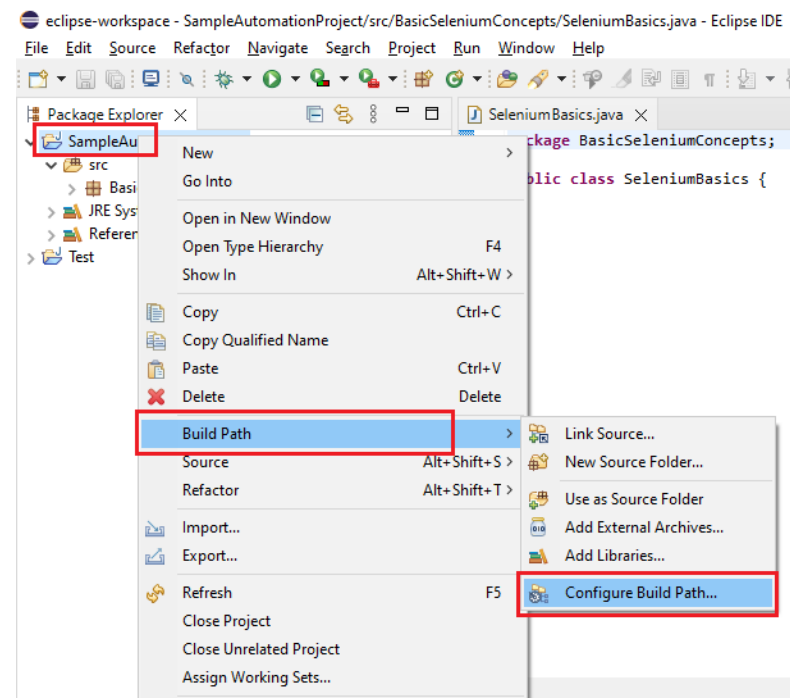 eclipse-workspace - SampleAutomationProject/src/BasicSeleniumConcepts/SeleniumBasics.java - Eclipse IDE
File Edit Source Refactor Navigate Search Project Run Window Help
Package Explorer
SeleniumBasics.java
SampleAu
src
Basi
JRE Sys
Referen
Test
ckage BasicSeleniumConcepts;
blic class SeleniumBasics {
New
Go Into
Open in New Window
Open Type Hierarchy F4
Show In Alt+Shift+W
Copy Ctrl+C
Copy Qualified Name
Paste Ctrl+V
Delete Delete
Build Path
Source Alt+Shift+S
Refactor Alt+Shift+T
Import...
Export...
Refresh F5
Close Project
Close Unrelated Project
Assign Working Sets...
Link Source...
New Source Folder...
Use as Source Folder
Add External Archives...
Add Libraries...
Configure Build Path...